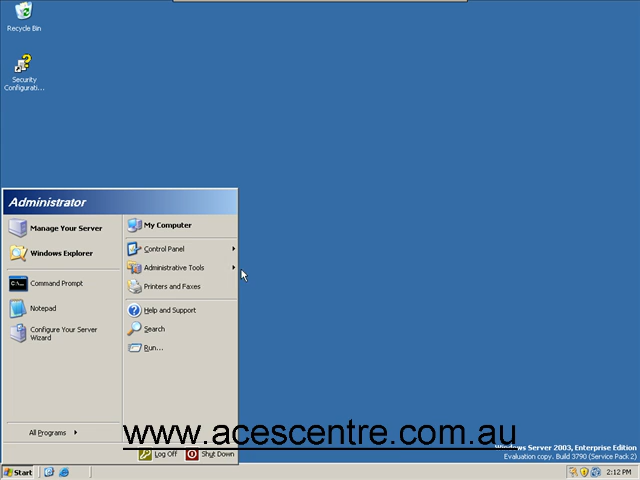 Recycle Bin
Security
Configurati...
Administrator
Manage Your Server
Windows Explorer
Command Prompt
Notepad
Configure Your Server
Wizard
All Programs
My Computer
Control Panel
Administrative Tools
Printers and Faxes
Help and Support
Search
Run...
www.acescentre.com.au
Log Off
Shut Down
Windows Server 2003, Enterprise Edition
Evaluation copy. Build 3790 (Service Pack 2)
Start
2:12 PM